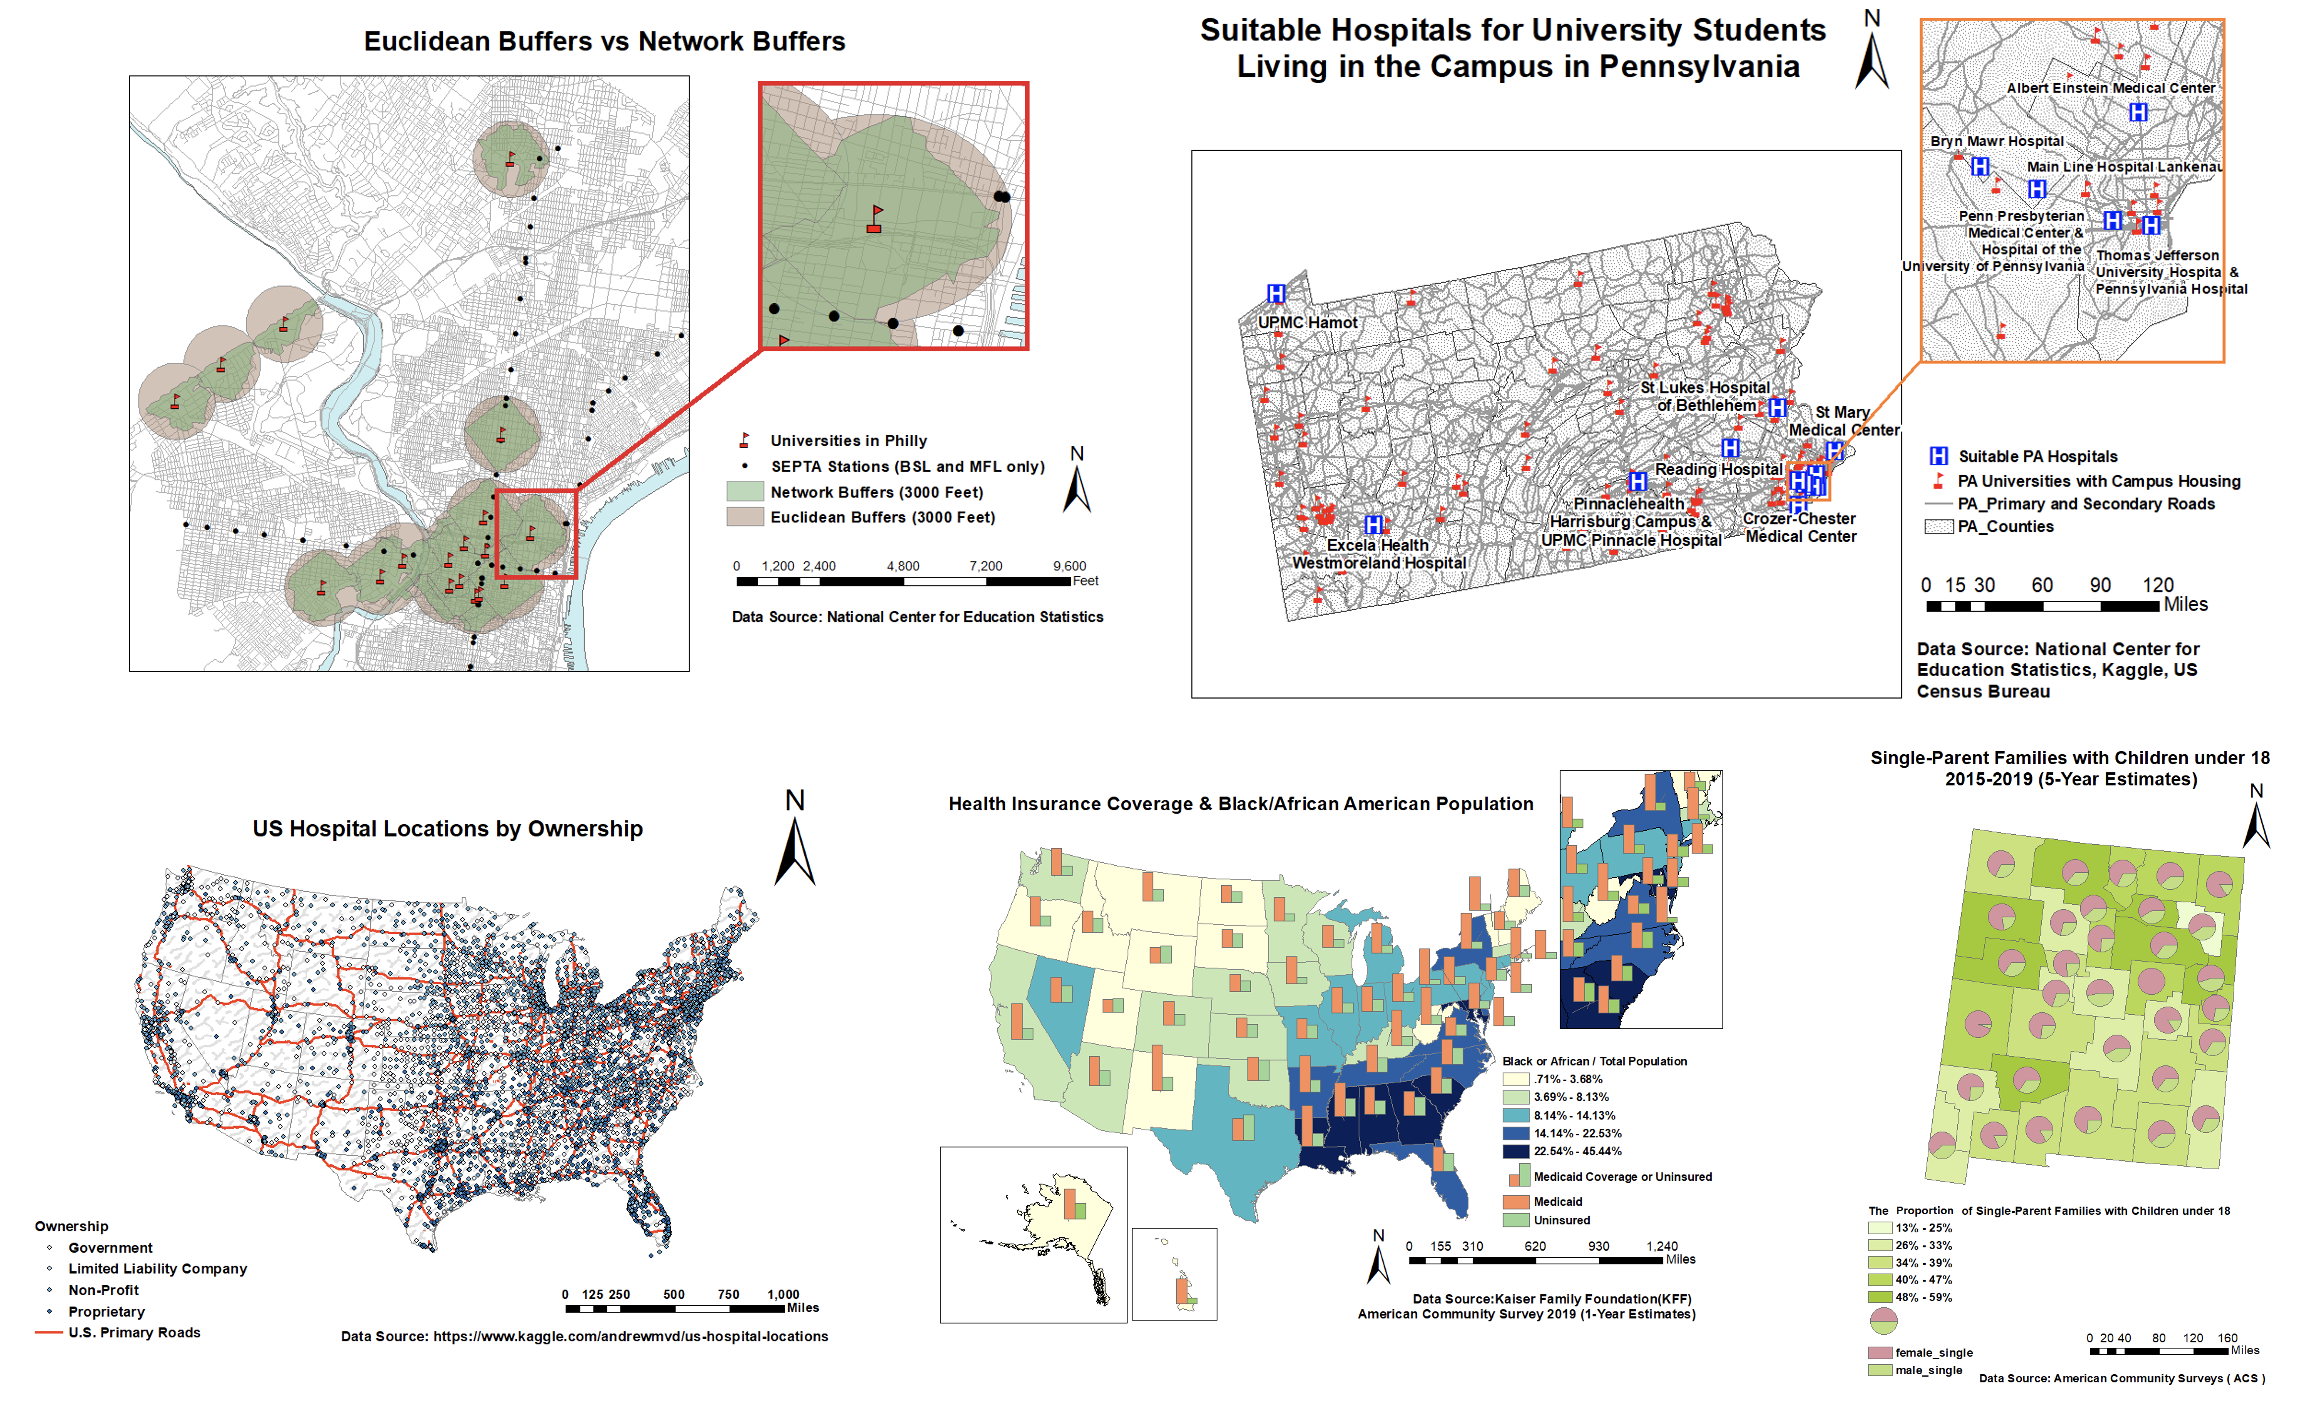 Euclidean Buffers vs Network Buffers
Universities in Philly
SEPTA Stations (BSL and MFL only)
Network Buffers (3000 Feet)
Euclidean Buffers (3000 Feet)
N
0 1,200 2,400 4,800 7,200 9,600
Feet
Data Source: National Center for Education Statistics
Suitable Hospitals for University Students
Living in the Campus in Pennsylvania
N
Albert Einstein Medical Center
H
Bryn Mawr Hospital
H
Main Line Hospital Lankenau
H
Penn Presbyterian
Medical Center &
Hospital of the
University of Pennsylvania
H
H
Thomas Jefferson
University Hospital &
Pennsylvania Hospital
H
UPMC Hamot
St Lukes Hospital
of Bethlehem
H
St Mary
Medical Center
H
H
Reading Hospital
H
Pinnaclehealth
Harrisburg Campus &
UPMC Pinnacle Hospital
H
H
H
Crozer-Chester
Medical Center
H
Excela Health
Westmoreland Hospital
H Suitable PA Hospitals
PA Universities with Campus Housing
PA_Primary and Secondary Roads
PA_Counties
0 15 30 60 90 120
Miles
Data Source: National Center for
Education Statistics, Kaggle, US
Census Bureau
US Hospital Locations by Ownership
N
Ownership
Government
Limited Liability Company
Non-Profit
Proprietary
U.S. Primary Roads
0 125 250 500 750 1,000
Miles
Data Source: https://www.kaggle.com/andrewmvd/us-hospital-locations
Health Insurance Coverage & Black/African American Population
Black or African / Total Population
.71% - 3.68%
3.69% - 8.13%
8.14% - 14.13%
14.14% - 22.53%
22.54% - 45.44%
Medicaid Coverage or Uninsured
Medicaid
Uninsured
N
0 155 310 620 930 1,240
Miles
Data Source:Kaiser Family Foundation(KFF)
American Community Survey 2019 (1-Year Estimates)
Single-Parent Families with Children under 18
2015-2019 (5-Year Estimates)
N
The Proportion of Single-Parent Families with Children under 18
13% - 25%
26% - 33%
34% - 39%
40% - 47%
48% - 59%
female_single
male_single
0 20 40 80 120 160
Miles
Data Source: American Community Surveys ( ACS )